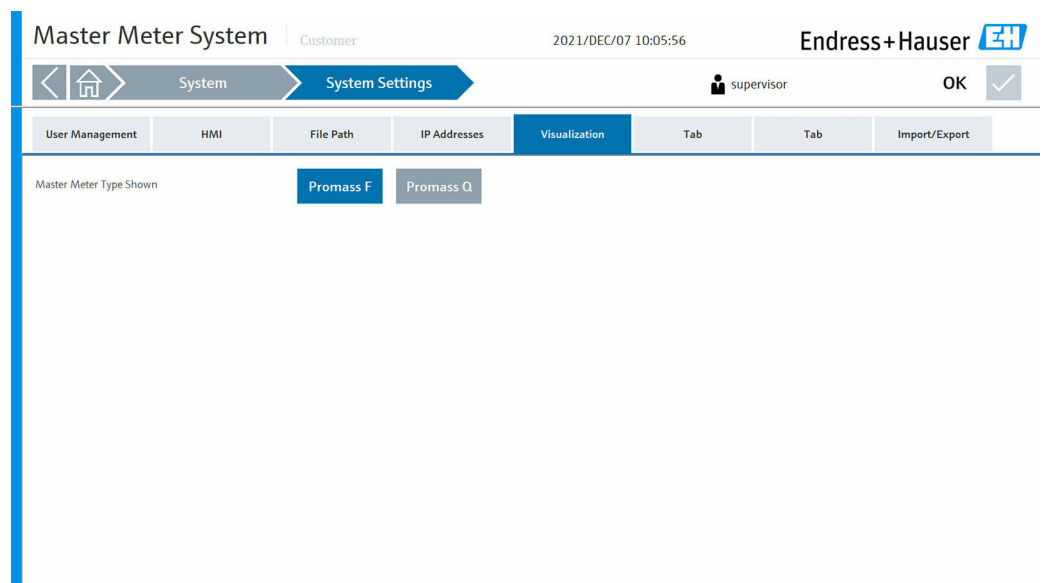 Master Meter System
Customer
2021/DEC/07 10:05:56
Endress+Hauser EH
System
System Settings
supervisor
OK
User Management
HMI
File Path
IP Addresses
Visualization
Tab
Tab
Import/Export
Master Meter Type Shown
Promass F
Promass Q